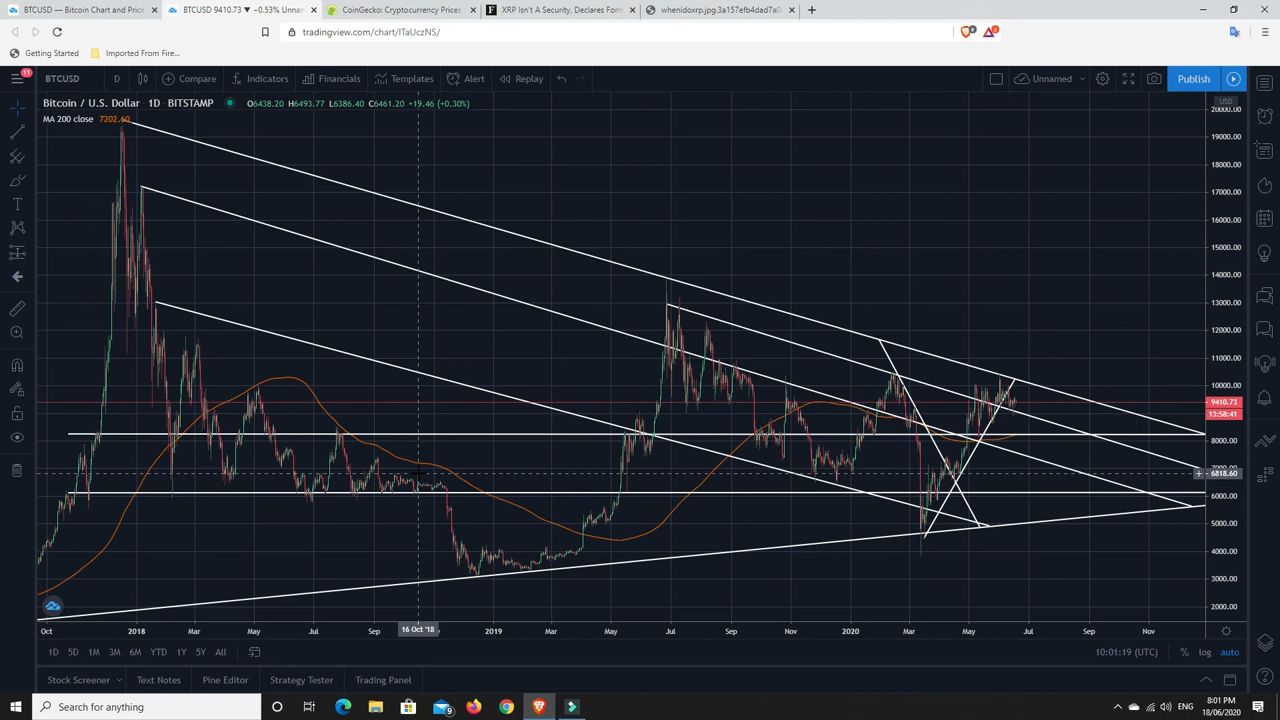 BTCUSD — Bitcoin Chart and Price
BTCUSD 9410.73 ▼ −0.53% Unnar
CoinGecko: Cryptocurrency Prices
XRP Isn't A Security, Declares Form
whenidoxrp.jpg.3a157efb4dad7a0
tradingview.com/chart/ITaUczNS/
Getting Started
Imported From Fire...
11
BTCUSD
D
Compare
Indicators
Financials
Templates
Alert
Replay
Unnamed
Publish
Bitcoin / U.S. Dollar · 1D · BITSTAMP
O6438.20 H6493.77 L6386.40 C6461.20 +19.46 (+0.30%)
MA 200 close 7202.60
USD
20000.00
19000.00
18000.00
17000.00
16000.00
15000.00
14000.00
13000.00
12000.00
11000.00
10000.00
9410.73
13:58:41
8000.00
7000.00
6818.60
6000.00
5000.00
4000.00
3000.00
2000.00
Oct
2018
Mar
May
Jul
Sep
16 Oct '18
2019
Mar
May
Jul
Sep
Nov
2020
Mar
May
Jul
Sep
Nov
1D
5D
1M
3M
6M
YTD
1Y
5Y
All
10:01:19 (UTC)
%
log
auto
Stock Screener
Text Notes
Pine Editor
Strategy Tester
Trading Panel
Search for anything
9
ENG
8:01 PM
18/06/2020